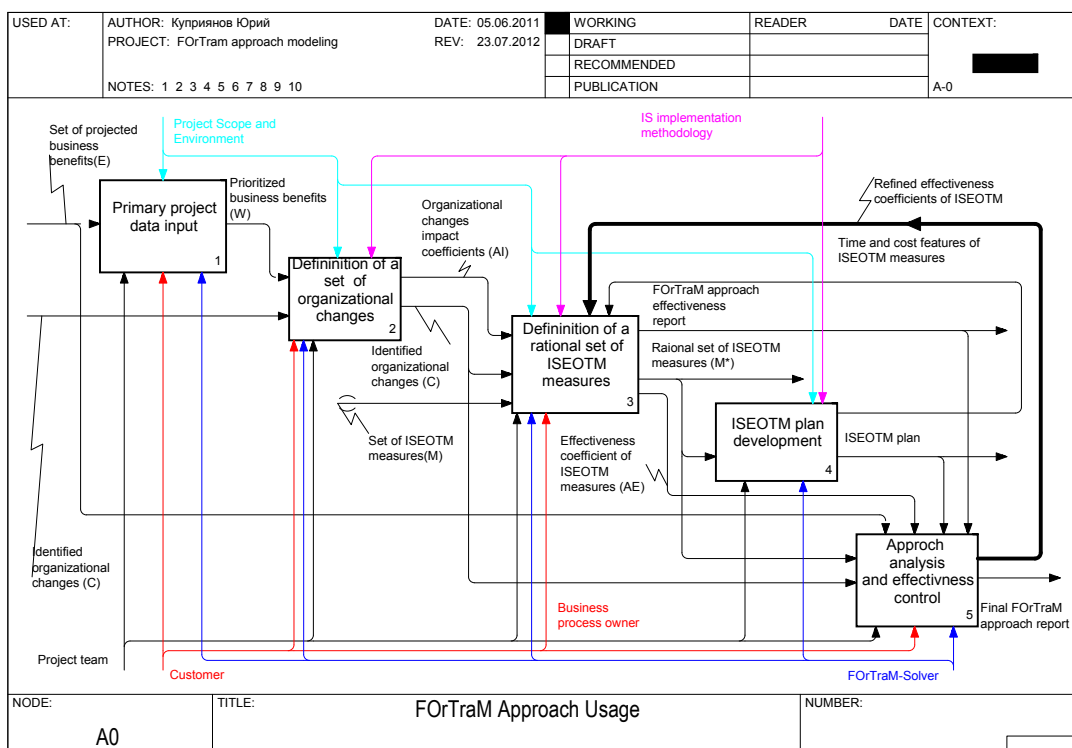 USED AT:
AUTHOR: Куприянов Юрий
DATE: 05.06.2011
PROJECT: FOrTram approach modeling
REV: 23.07.2012
NOTES: 1 2 3 4 5 6 7 8 9 10
WORKING
DRAFT
RECOMMENDED
PUBLICATION
READER
DATE
CONTEXT:
A-0
Set of projected
business
benefits(E)
Project Scope and
Environment
IS implementation
methodology
Primary project
data input
1
Prioritized
business benefits
(W)
Organizational
changes
impact
coefficients (AI)
Refined effectiveness
coefficients of ISEOTM
Time and cost features of
ISEOTM measures
Defininition of a
set of
organizational
changes
2
FOrTraM approach
effectiveness
report
Defininition of a
rational set of
ISEOTM
measures
3
Raional set of ISEOTM
measures (M*)
Identified
organizational
changes (C)
Set of ISEOTM
measures(M)
Effectiveness
coefficient of
ISEOTM
measures (AE)
ISEOTM plan
development
4
ISEOTM plan
Identified
organizational
changes (C)
Approch
analysis
and effectivness
control
5
Final FOrTraM
approach report
Business
process owner
Project team
Customer
FOrTraM-Solver
NODE:
A0
TITLE:
FOrTraM Approach Usage
NUMBER: